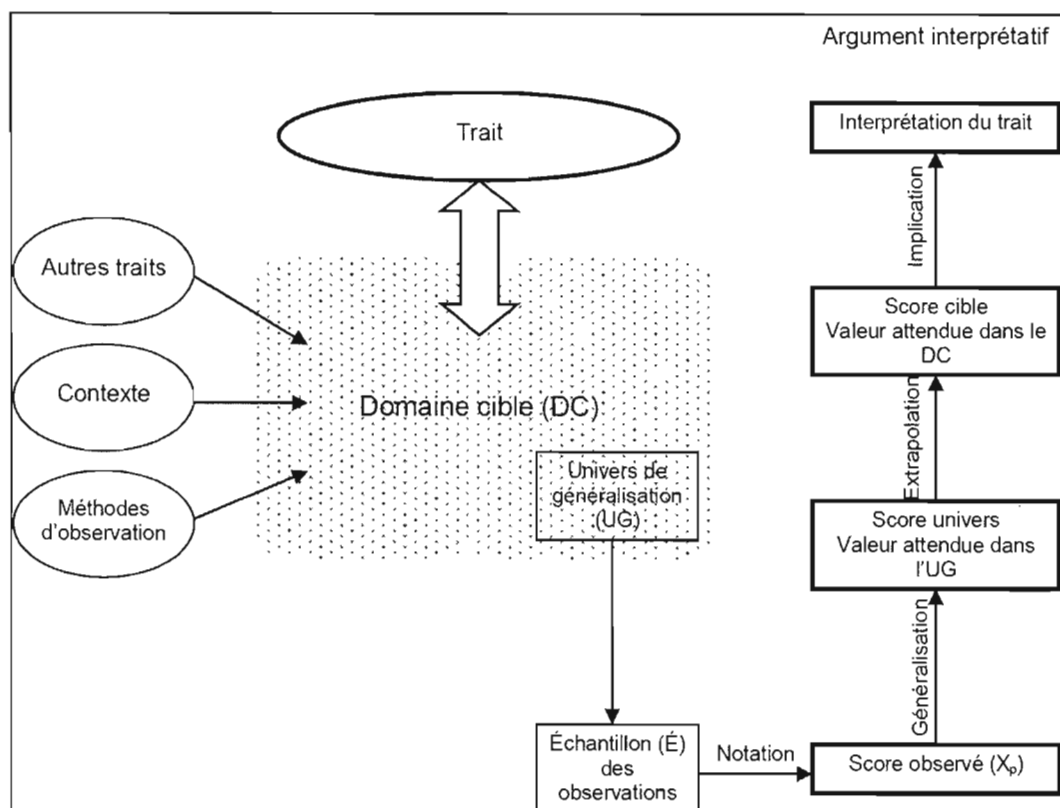 Argument interprétatif
Trait
Interprétation du trait
Implication
Autres traits
Score cible
Valeur attendue dans le
DC
Contexte
Domaine cible (DC)
Extrapolation
Univers de
généralisation
(UG)
Méthodes
d'observation
Score univers
Valeur attendue dans
l'UG
Généralisation
Échantillon (É)
des
observations
Notation
Score observé (Xₚ)